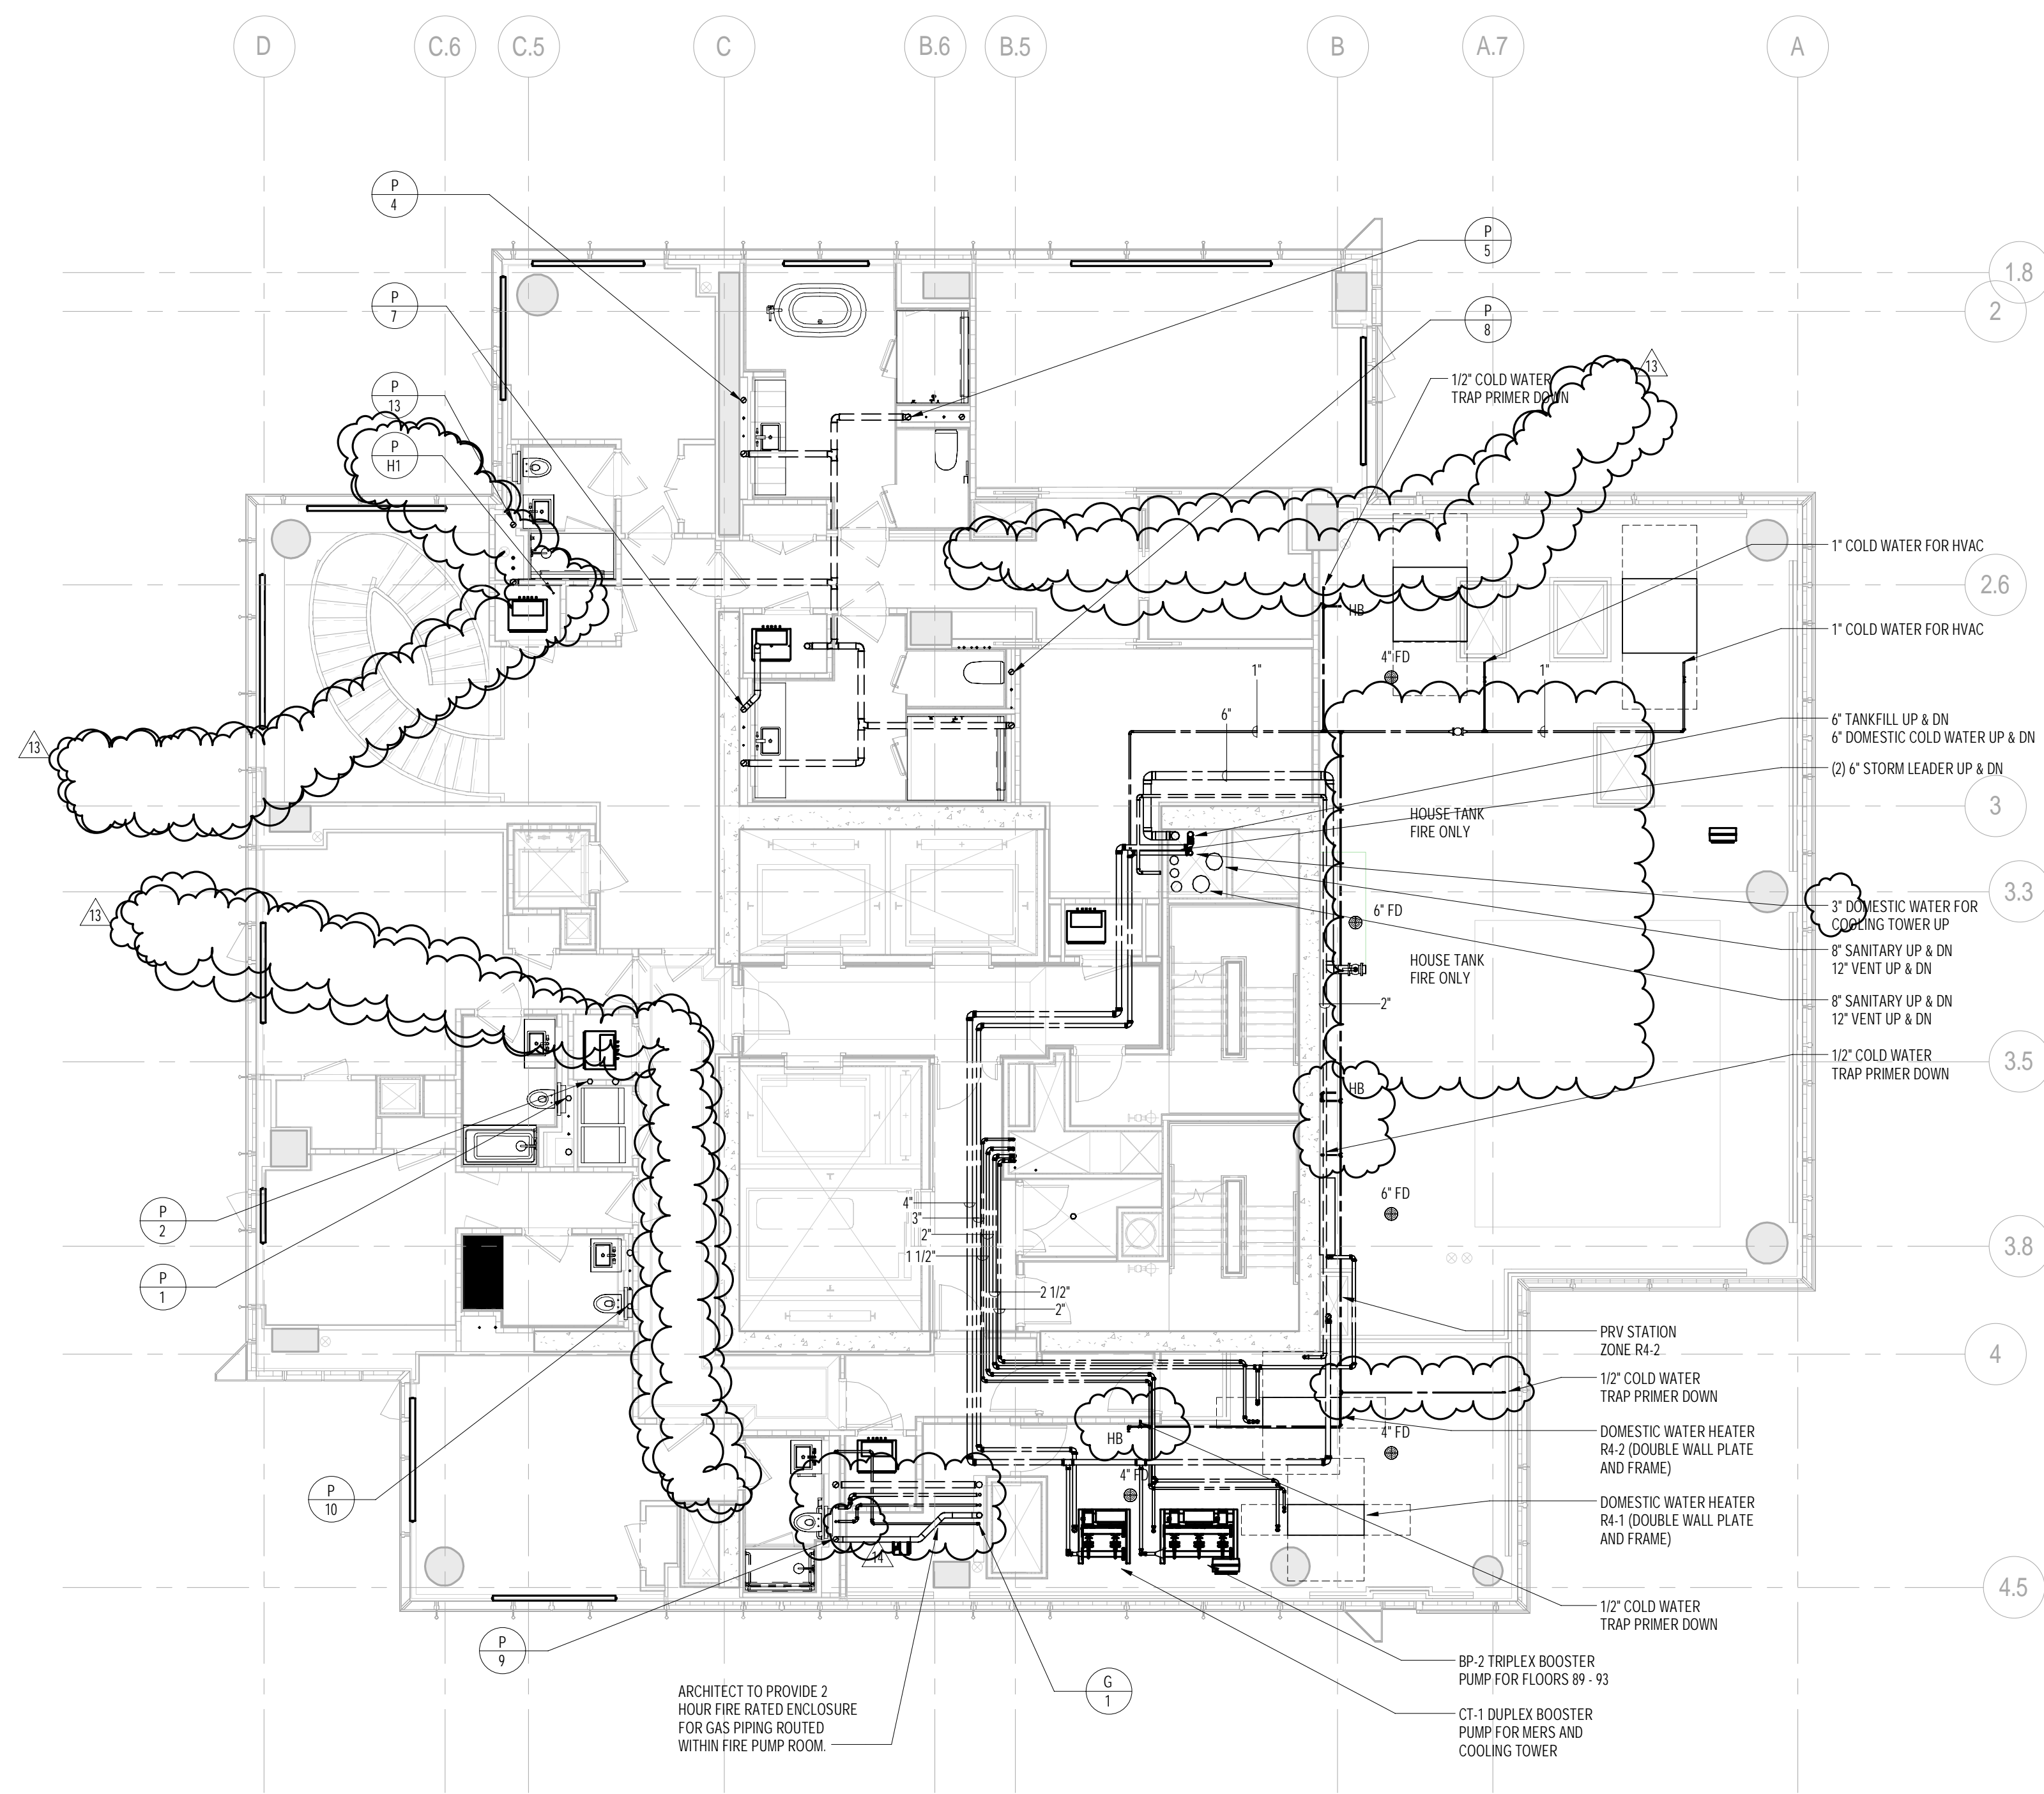 D
C.6
C.5
C
B.6
B.5
B
A.7
A
P
4
P
5
1.8
2
P
7
P
8
13
1/2" COLD WATER
TRAP PRIMER DOWN
P
13
P
H1
1" COLD WATER FOR HVAC
2.6
HB
1" COLD WATER FOR HVAC
4" FD
1"
1"
6"
6" TANKFILL UP & DN
6" DOMESTIC COLD WATER UP & DN
13
(2) 6" STORM LEADER UP & DN
3
HOUSE TANK
FIRE ONLY
3.3
13
6" FD
3" DOMESTIC WATER FOR
COOLING TOWER UP
8" SANITARY UP & DN
12" VENT UP & DN
HOUSE TANK
FIRE ONLY
2"
8" SANITARY UP & DN
12" VENT UP & DN
1/2" COLD WATER
TRAP PRIMER DOWN
3.5
HB
6" FD
4"
3"
2"
1 1/2"
P
2
3.8
P
1
2 1/2"
2"
PRV STATION
ZONE R4-2
4
1/2" COLD WATER
TRAP PRIMER DOWN
DOMESTIC WATER HEATER
R4-2 (DOUBLE WALL PLATE
AND FRAME)
4" FD
HB
4" FD
P
10
DOMESTIC WATER HEATER
R4-1 (DOUBLE WALL PLATE
AND FRAME)
14
4.5
1/2" COLD WATER
TRAP PRIMER DOWN
P
9
BP-2 TRIPLEX BOOSTER
PUMP FOR FLOORS 89 - 93
G
1
ARCHITECT TO PROVIDE 2
HOUR FIRE RATED ENCLOSURE
FOR GAS PIPING ROUTED
WITHIN FIRE PUMP ROOM.
CT-1 DUPLEX BOOSTER
PUMP FOR MERS AND
COOLING TOWER